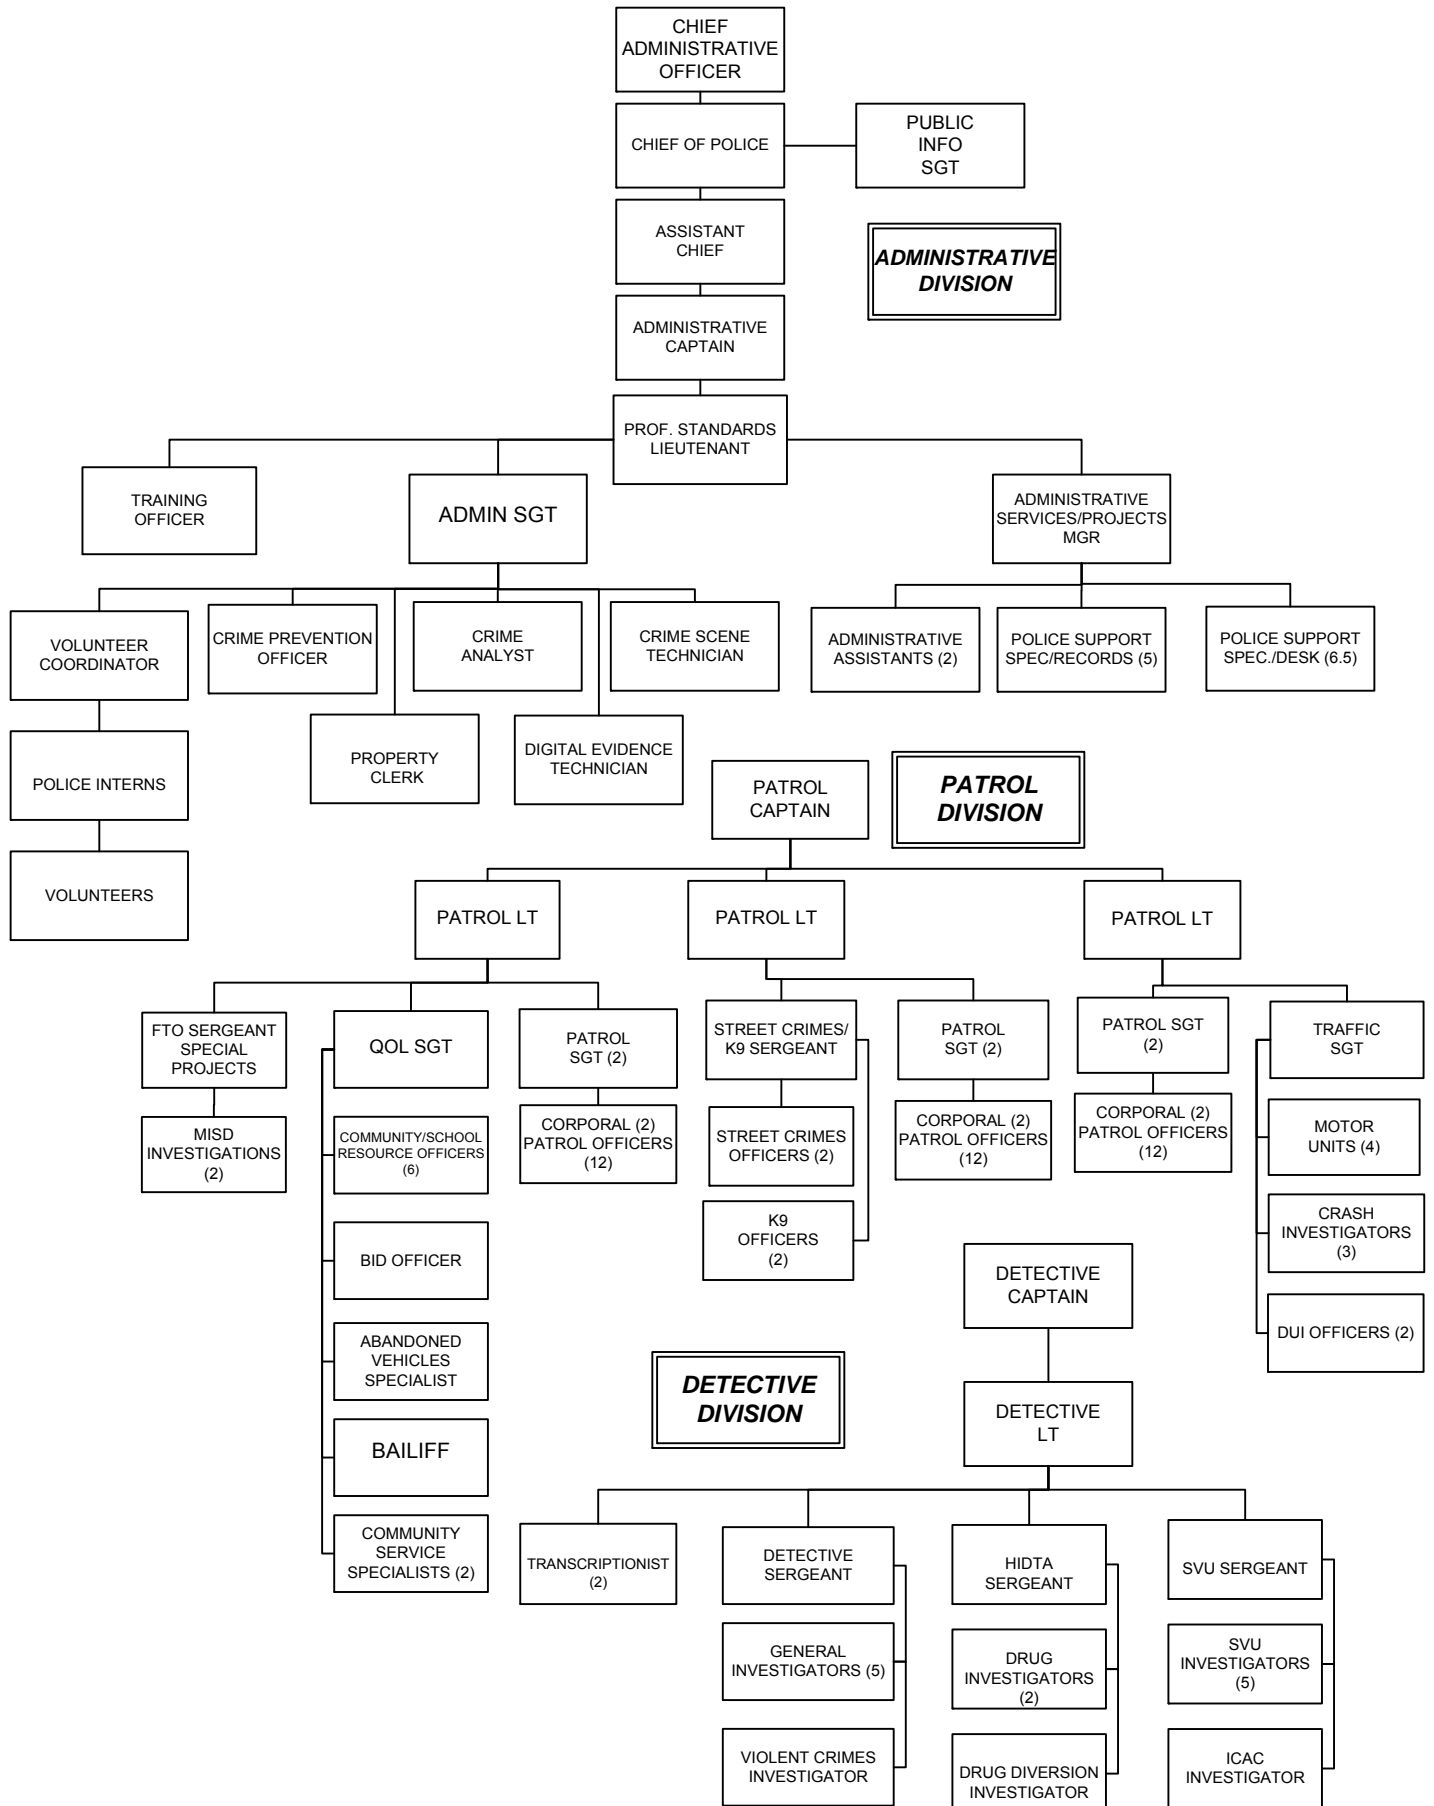 CHIEF
ADMINISTRATIVE
OFFICER
CHIEF OF POLICE
PUBLIC
INFO
SGT
ASSISTANT
CHIEF
ADMINISTRATIVE
DIVISION
ADMINISTRATIVE
CAPTAIN
PROF. STANDARDS
LIEUTENANT
TRAINING
OFFICER
ADMIN SGT
ADMINISTRATIVE
SERVICES/PROJECTS
MGR
VOLUNTEER
COORDINATOR
CRIME PREVENTION
OFFICER
CRIME
ANALYST
CRIME SCENE
TECHNICIAN
ADMINISTRATIVE
ASSISTANTS (2)
POLICE SUPPORT
SPEC/RECORDS (5)
POLICE SUPPORT
SPEC./DESK (6.5)
POLICE INTERNS
PROPERTY
CLERK
DIGITAL EVIDENCE
TECHNICIAN
VOLUNTEERS
PATROL
CAPTAIN
PATROL
DIVISION
PATROL LT
PATROL LT
PATROL LT
FTO SERGEANT
SPECIAL
PROJECTS
QOL SGT
PATROL
SGT (2)
STREET CRIMES/
K9 SERGEANT
PATROL
SGT (2)
PATROL SGT
(2)
TRAFFIC
SGT
MISD
INVESTIGATIONS
(2)
COMMUNITY/SCHOOL
RESOURCE OFFICERS
(6)
CORPORAL (2)
PATROL OFFICERS
(12)
STREET CRIMES
OFFICERS (2)
CORPORAL (2)
PATROL OFFICERS
(12)
CORPORAL (2)
PATROL OFFICERS
(12)
MOTOR
UNITS (4)
BID OFFICER
K9
OFFICERS
(2)
CRASH
INVESTIGATORS
(3)
ABANDONED
VEHICLES
SPECIALIST
DUI OFFICERS (2)
BAILIFF
COMMUNITY
SERVICE
SPECIALISTS (2)
DETECTIVE
CAPTAIN
DETECTIVE
DIVISION
DETECTIVE
LT
TRANSCRIPTIONIST
(2)
DETECTIVE
SERGEANT
HIDTA
SERGEANT
SVU SERGEANT
GENERAL
INVESTIGATORS (5)
DRUG
INVESTIGATORS
(2)
SVU
INVESTIGATORS
(5)
VIOLENT CRIMES
INVESTIGATOR
DRUG DIVERSION
INVESTIGATOR
ICAC
INVESTIGATOR